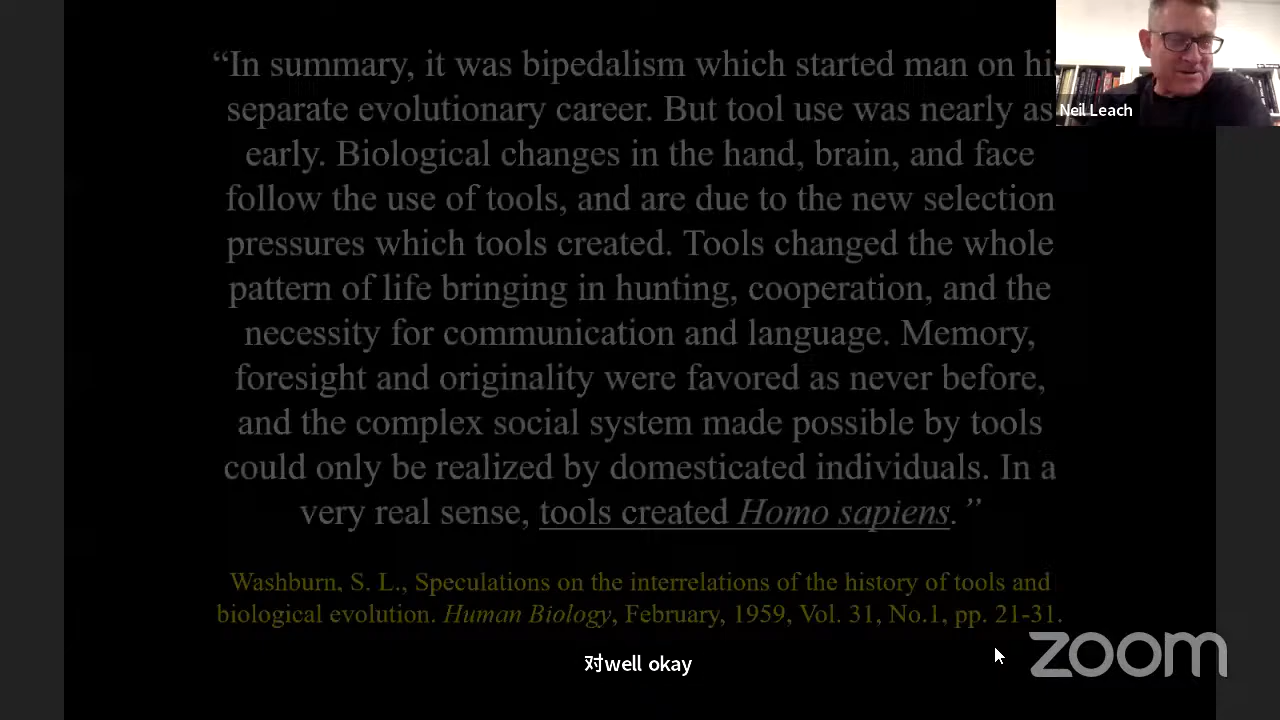 “In summary, it was bipedalism which started man on hi
separate evolutionary career. But tool use was nearly as
early. Biological changes in the hand, brain, and face
follow the use of tools, and are due to the new selection
pressures which tools created. Tools changed the whole
pattern of life bringing in hunting, cooperation, and the
necessity for communication and language. Memory,
foresight and originality were favored as never before,
and the complex social system made possible by tools
could only be realized by domesticated individuals. In a
very real sense, tools created Homo sapiens.”
Washburn, S. L., Speculations on the interrelations of the history of tools and
biological evolution. Human Biology, February, 1959, Vol. 31, No.1, pp. 21-31.
Neil Leach
对well okay
zoom